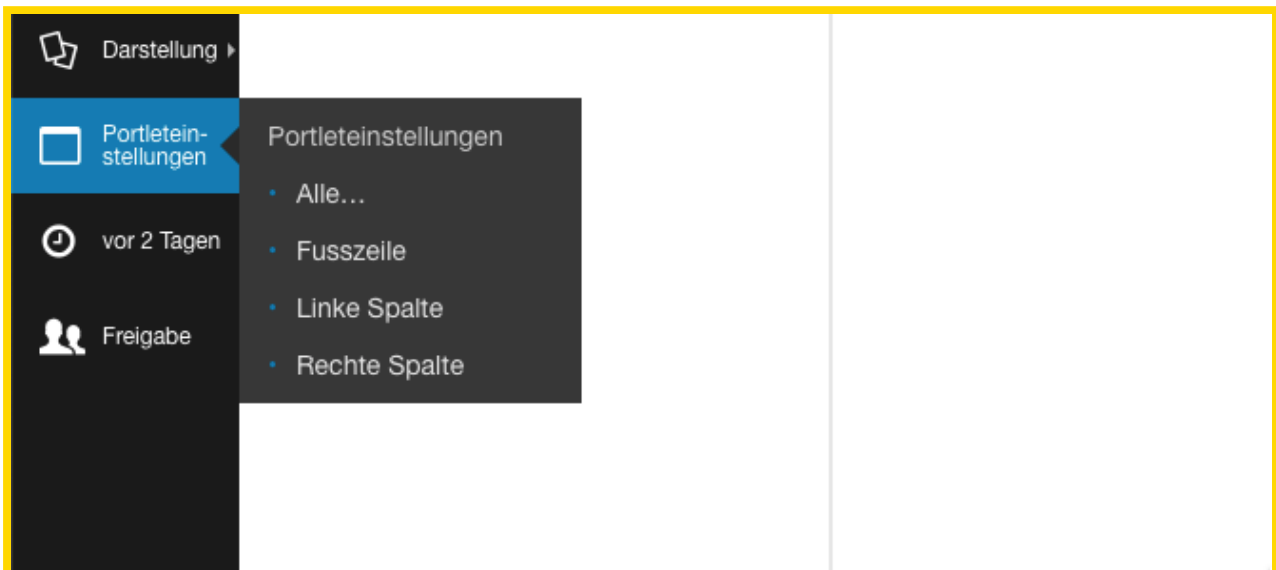 Darstellung
Portletein-
stellungen
vor 2 Tagen
Freigabe
Portleteinstellungen
Alle…
Fusszeile
Linke Spalte
Rechte Spalte